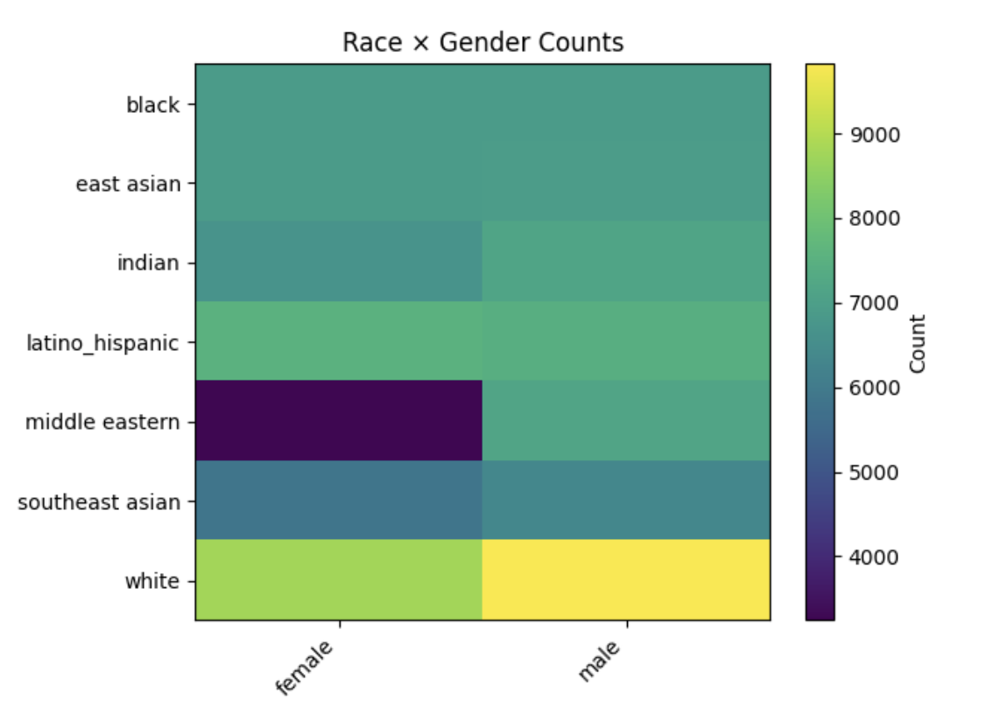 Race × Gender Counts
black
east asian
indian
latino_hispanic
middle eastern
southeast asian
white
female
male
9000
8000
7000
6000
5000
4000
Count